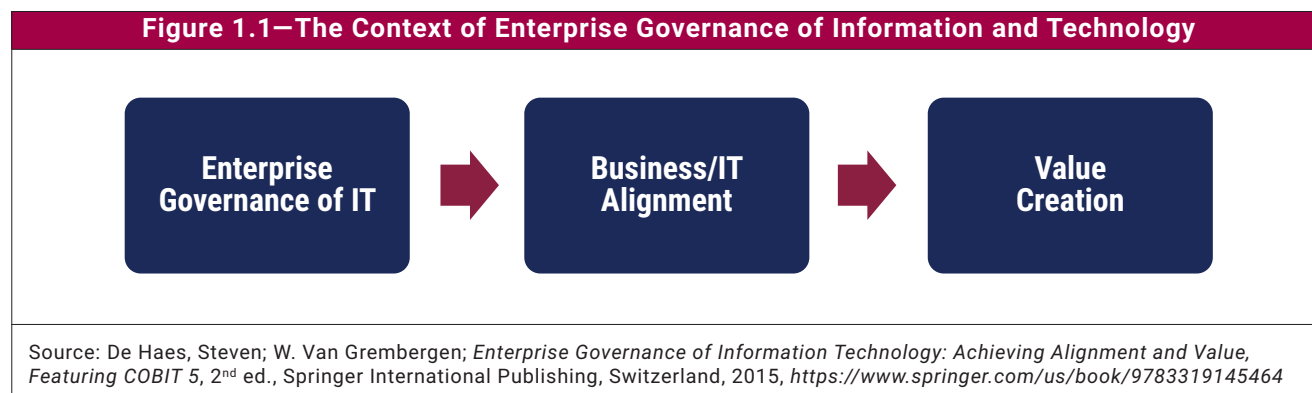 Figure 1.1—The Context of Enterprise Governance of Information and Technology
Enterprise
Governance of IT
Business/IT
Alignment
Value
Creation
Source: De Haes, Steven; W. Van Grembergen; Enterprise Governance of Information Technology: Achieving Alignment and Value,
Featuring COBIT 5, 2nd ed., Springer International Publishing, Switzerland, 2015, https://www.springer.com/us/book/9783319145464